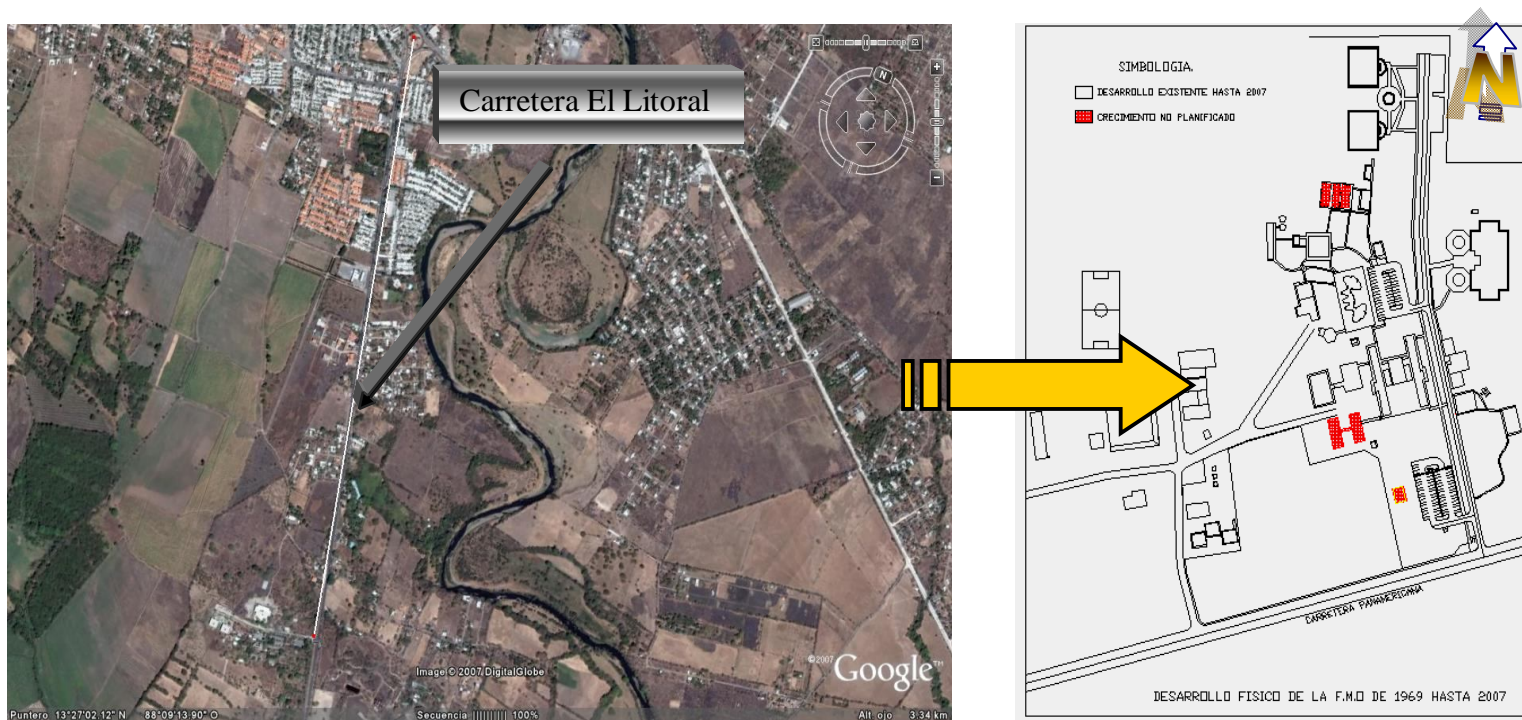 Carretera El Litoral
N
Image © 2007 DigitalGlobe
©2007 Google™
Puntero 13°27'02.12" N 88°09'13.90" O
Secuencia |||||||||| 100%
Alt. ojo 3.34 km
N
SIMBOLOGIA.
DESARROLLO EXISTENTE HASTA 2007
CRECIMIENTO NO PLANIFICADO
CARRETERA PANAMERICANA
DESARROLLO FISICO DE LA F.M.O DE 1969 HASTA 2007